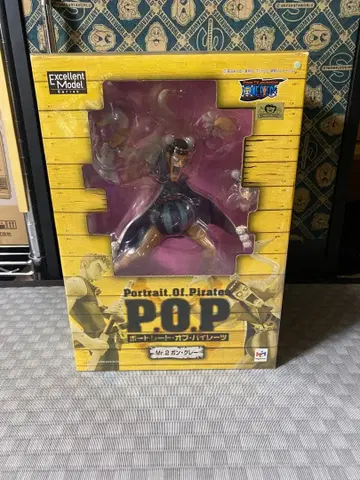 Excellent
Model
Series
ONE PIECE
Portrait.Of.Pirates
P.O.P
ポートレート・オブ・パイレーツ
Mr.2 ボン・クレー